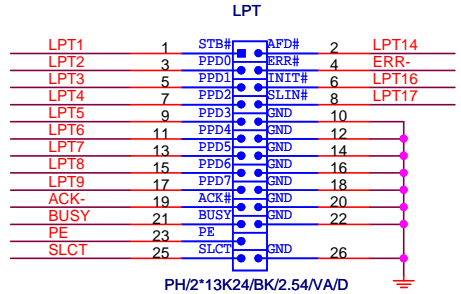 LPT
LPT1 1 STB# AFD# 2 LPT14
LPT2 3 PPD0 ERR# 4 ERR-
LPT3 5 PPD1 INIT# 6 LPT16
LPT4 7 PPD2 SLIN# 8 LPT17
LPT5 9 PPD3 GND 10
LPT6 11 PPD4 GND 12
LPT7 13 PPD5 GND 14
LPT8 15 PPD6 GND 16
LPT9 17 PPD7 GND 18
ACK- 19 ACK# GND 20
BUSY 21 BUSY GND 22
PE 23 PE
SLCT 25 SLCT GND 26
PH/2*13K24/BK/2.54/VA/D